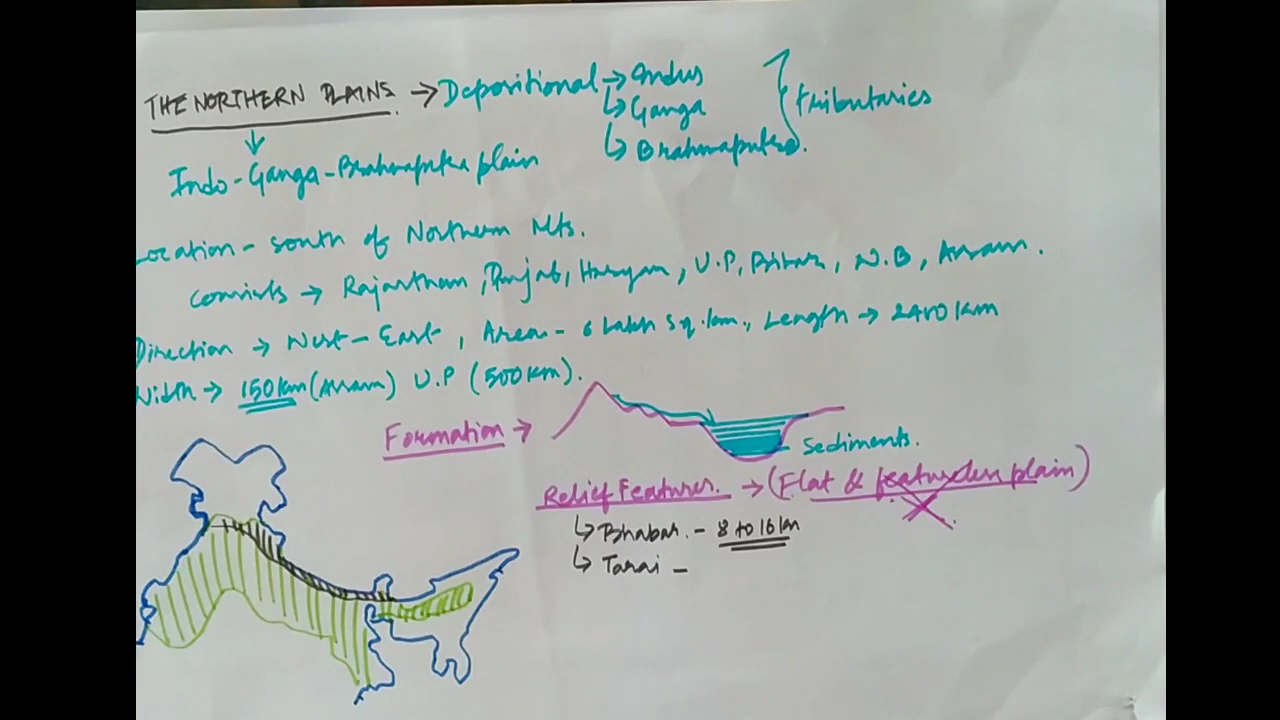 THE NORTHERN PLAINS. → Depositional → Indus
↳ Ganga
↳ Brahmaputra.
} tributaries
↓
Indo-Ganga-Brahmaputra plain
Location - south of Northern Mts.
consists → Rajasthan, Punjab, Haryana, U.P, Bihar, W.B, Assam.
Direction → West-East, Area - 6 Lakh sq.km., Length → 2400 km
Width → 150 km (Assam) U.P (500 km).
Formation →
Sediments.
Relief Features. → (Flat & featureless plain)
↳ Bhabar. - 8 to 16 km
↳ Tarai -